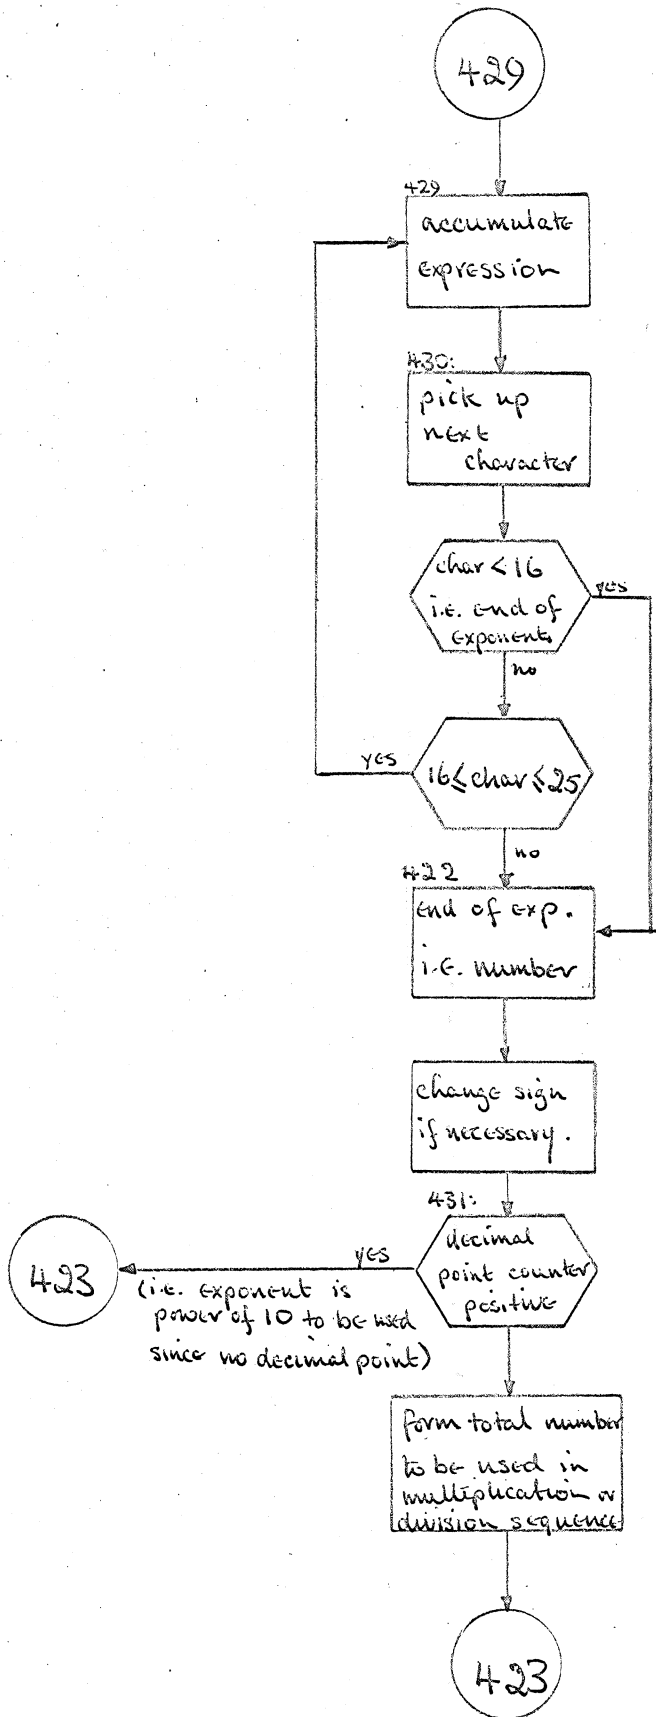 429
429
accumulate
expression
430:
pick up
next
character
char < 16
i.e. end of
exponent
yes
no
16 ≤ char ≤ 25
yes
no
422
end of exp.
i.e. number
change sign
if necessary.
431:
decimal
point counter
positive
yes
423
(i.e. exponent is
power of 10 to be used
since no decimal point)
form total number
to be used in
multiplication or
division sequence
423